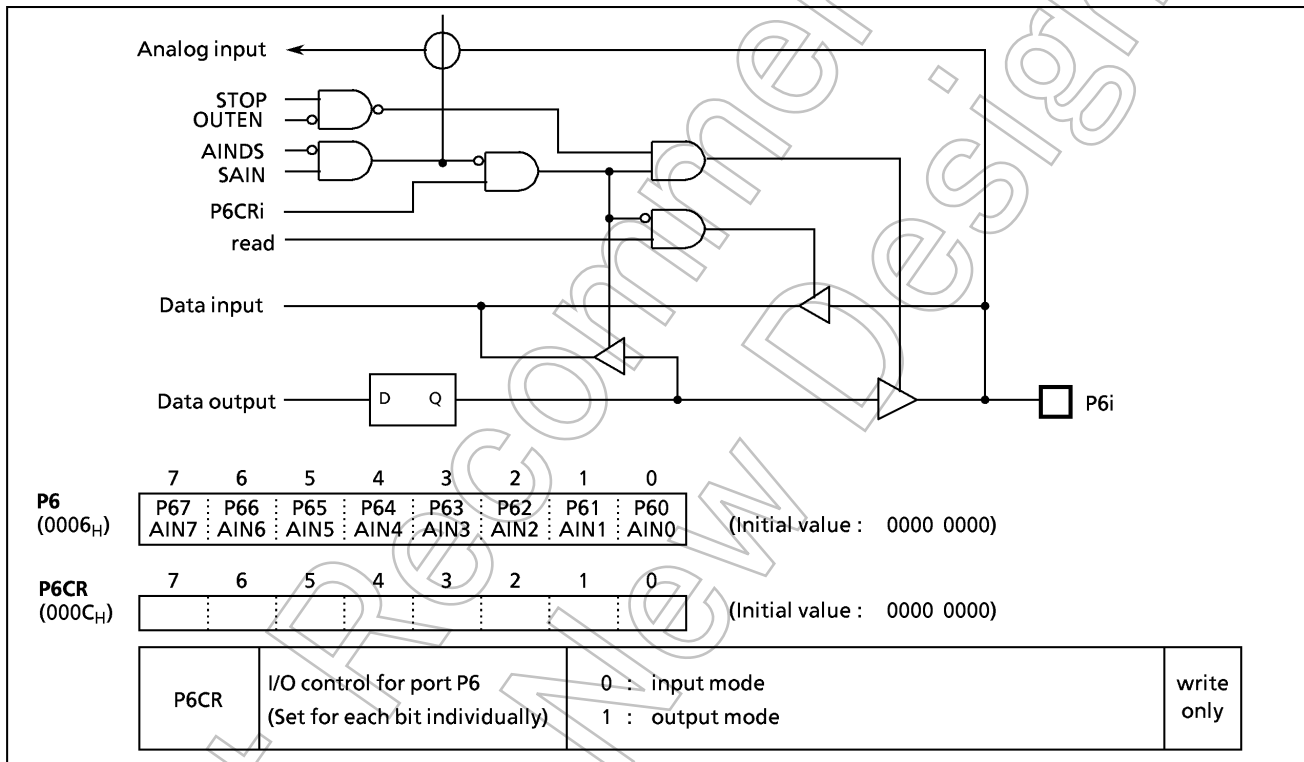 Analog input
STOP
OUTEN
AINDS
SAIN
P6CRi
read
Data input
Data output
D Q
P6i
7 6 5 4 3 2 1 0
P6
(0006H)
P67 P66 P65 P64 P63 P62 P61 P60
AIN7 AIN6 AIN5 AIN4 AIN3 AIN2 AIN1 AIN0
(Initial value : 0000 0000)
7 6 5 4 3 2 1 0
P6CR
(000CH)
(Initial value : 0000 0000)
P6CR
I/O control for port P6
(Set for each bit individually)
0 : input mode
1 : output mode
write
only
Recomme
New Design